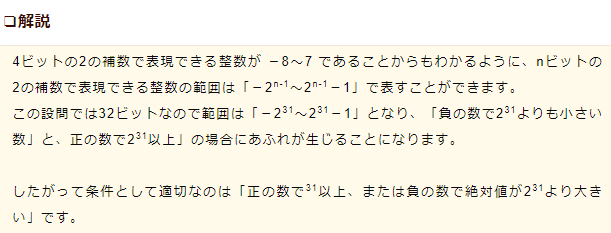 ❏解説
4ビットの2の補数で表現できる整数が －8～7 であることからもわかるように、nビットの
2の補数で表現できる整数の範囲は「－2ⁿ⁻¹～2ⁿ⁻¹－1」で表すことができます。
この設問では32ビットなので範囲は「－2³¹～2³¹－1」となり、「負の数で2³¹よりも小さい
数」と、正の数で2³¹以上」の場合にあふれが生じることになります。
したがって条件として適切なのは「正の数で³¹以上、または負の数で絶対値が2³¹より大き
い」です。